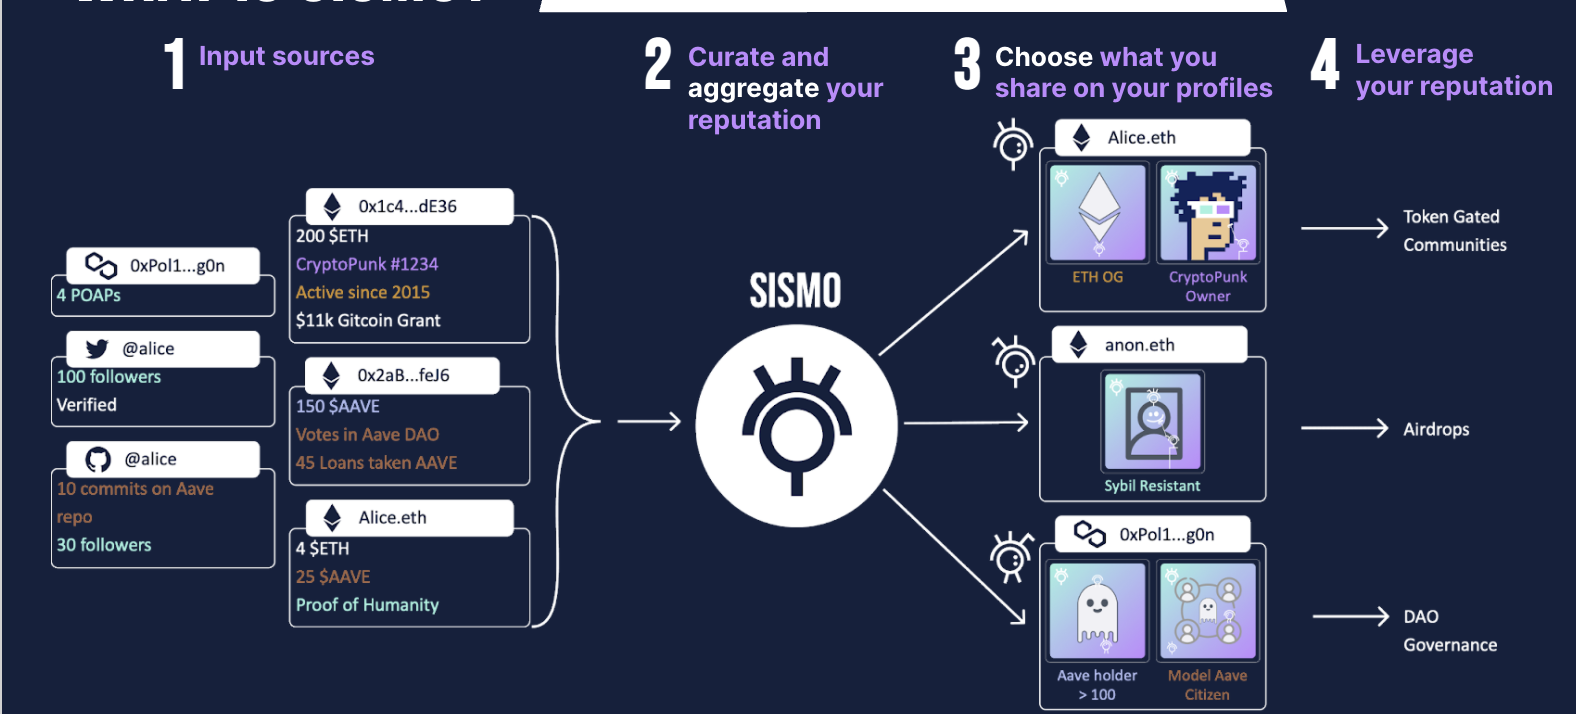 WHAT IS SISMO?
1 Input sources
2 Curate and
aggregate your
reputation
3 Choose what you
share on your profiles
4 Leverage
your reputation
0xPol1...g0n
4 POAPs
@alice
100 followers
Verified
@alice
10 commits on Aave
repo
30 followers
0x1c4...dE36
200 $ETH
CryptoPunk #1234
Active since 2015
$11k Gitcoin Grant
0x2aB...feJ6
150 $AAVE
Votes in Aave DAO
45 Loans taken AAVE
Alice.eth
4 $ETH
25 $AAVE
Proof of Humanity
SISMO
Alice.eth
ETH OG
CryptoPunk
Owner
anon.eth
Sybil Resistant
0xPol1...g0n
Aave holder
> 100
Model Aave
Citizen
Token Gated
Communities
Airdrops
DAO
Governance